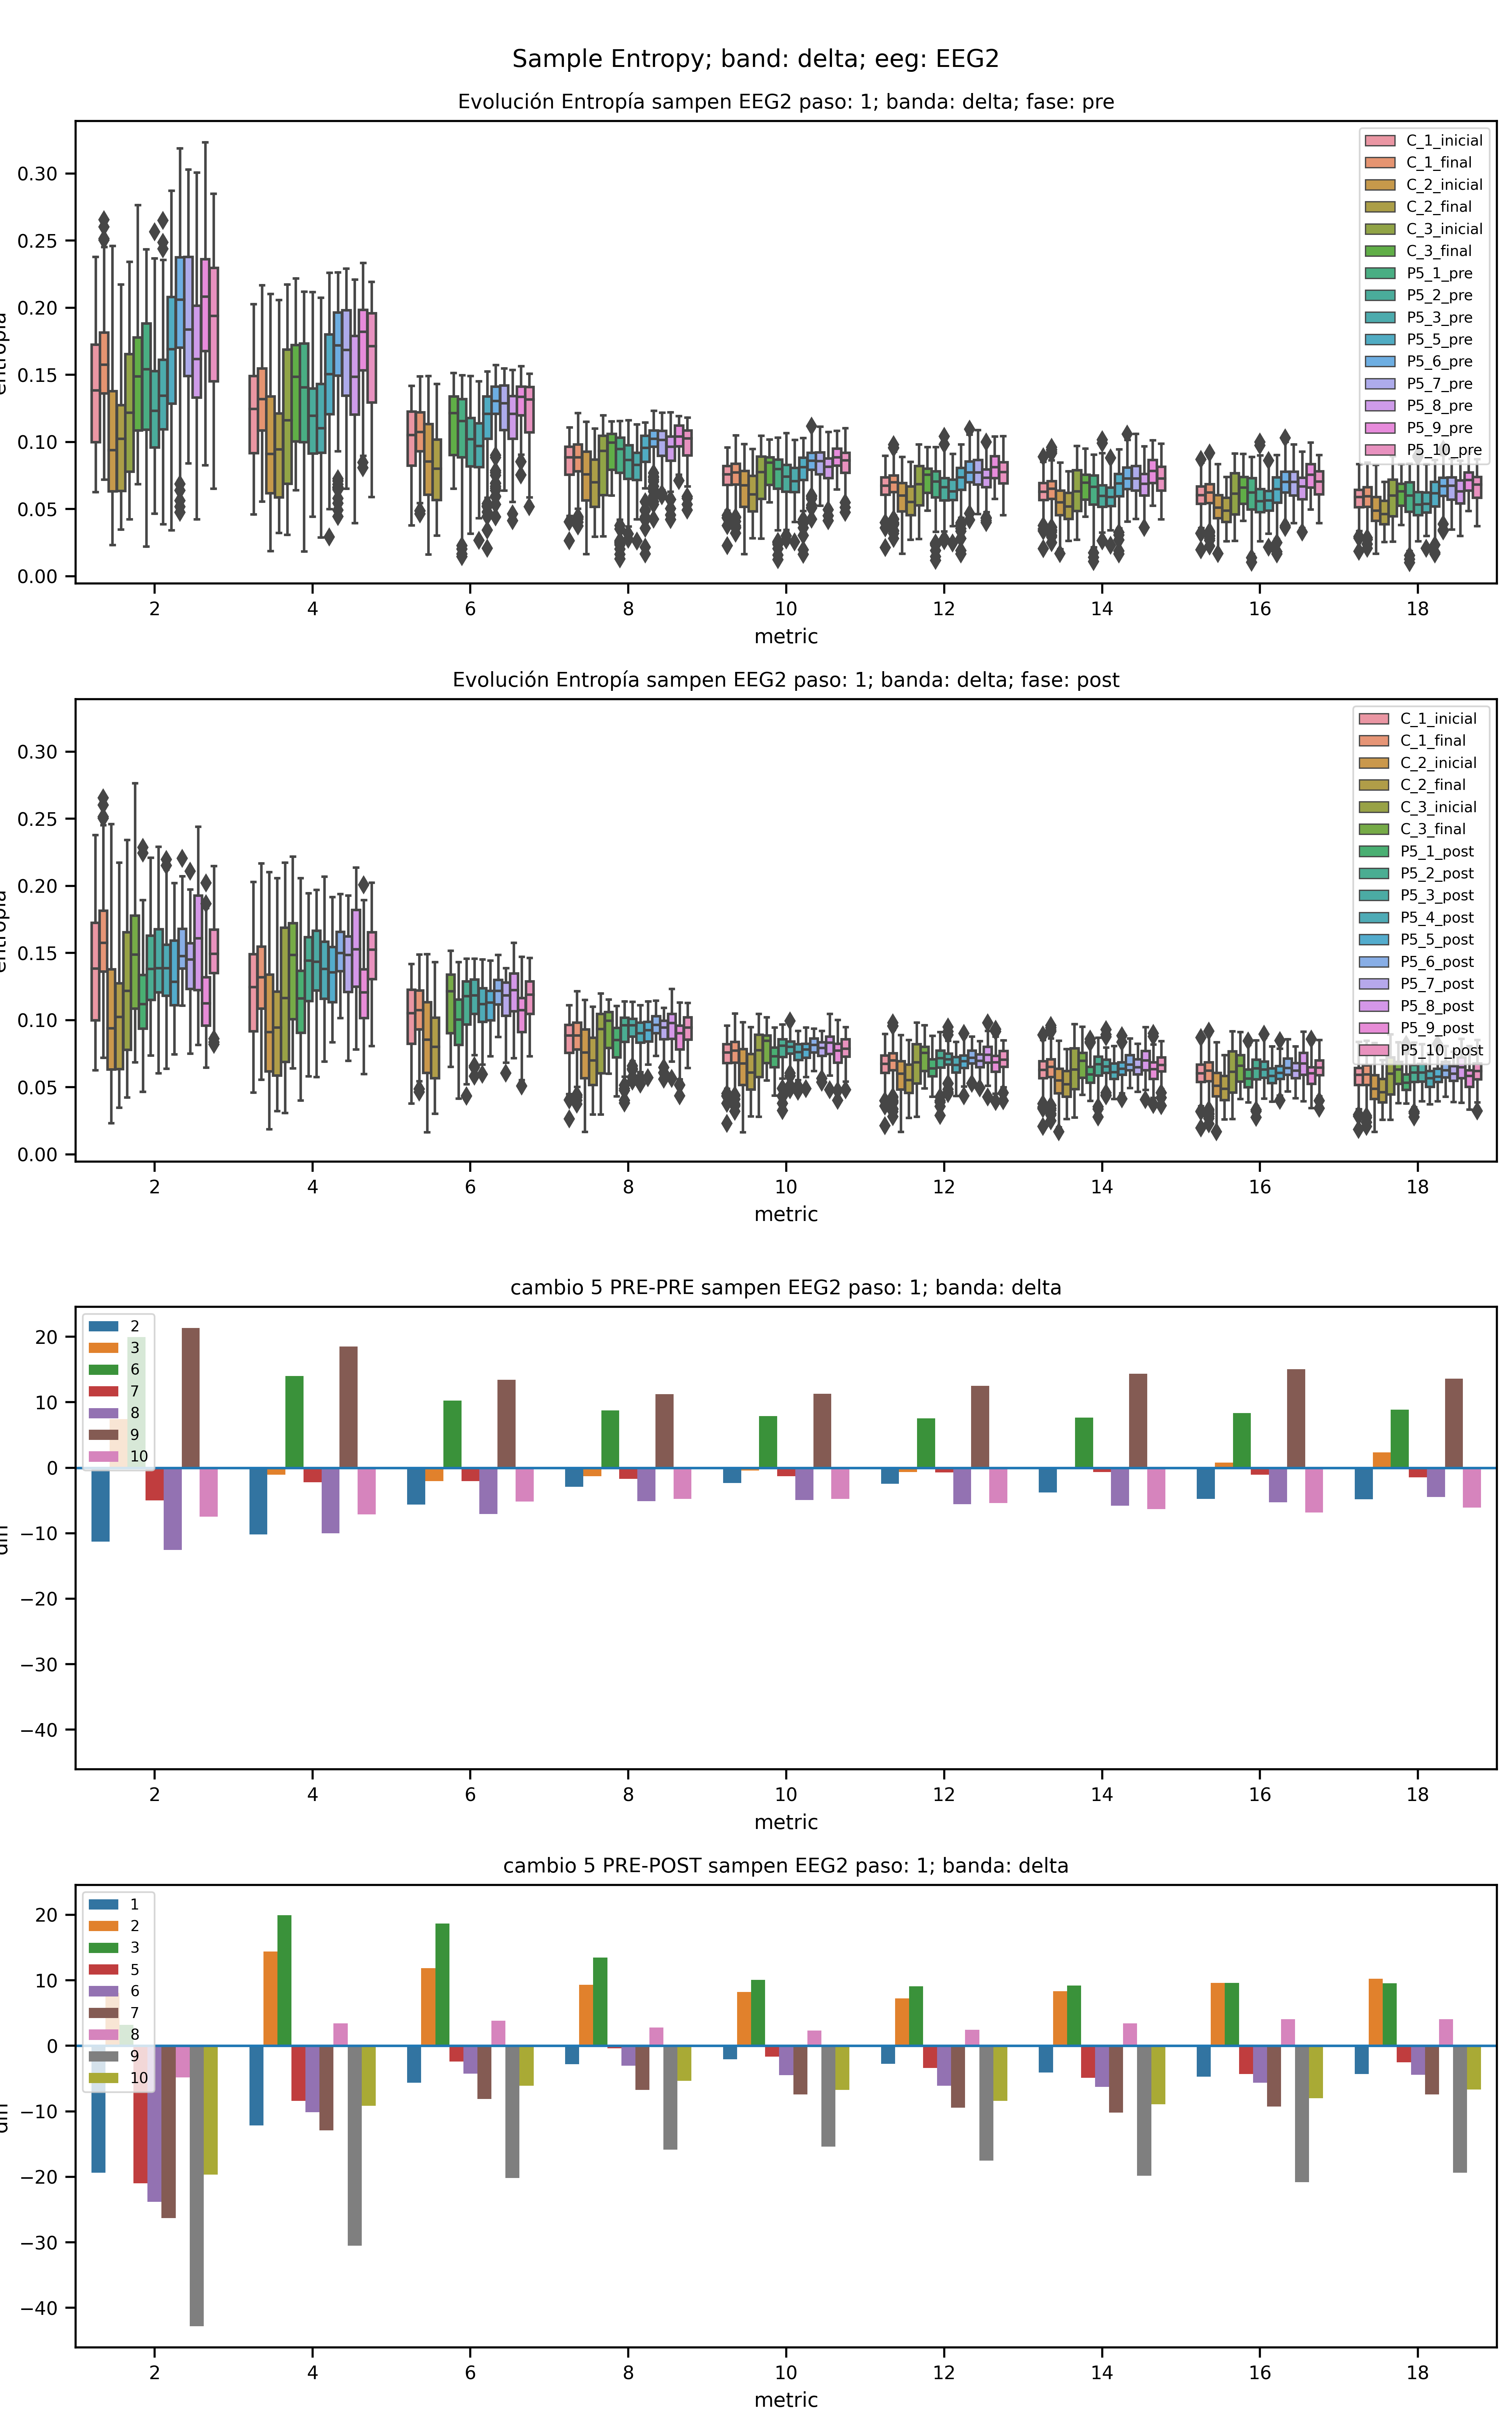 Sample Entropy; band: delta; eeg: EEG2
Evolución Entropía sampen EEG2 paso: 1; banda: delta; fase: pre
0.30
0.25
0.20
0.15
0.10
0.05
0.00
C_1_inicial
C_1_final
C_2_inicial
C_2_final
C_3_inicial
C_3_final
P5_1_pre
P5_2_pre
P5_3_pre
P5_5_pre
P5_6_pre
P5_7_pre
P5_8_pre
P5_9_pre
P5_10_pre
2 4 6 8 10 12 14 16 18
metric
Evolución Entropía sampen EEG2 paso: 1; banda: delta; fase: post
0.30
0.25
0.20
0.15
0.10
0.05
0.00
C_1_inicial
C_1_final
C_2_inicial
C_2_final
C_3_inicial
C_3_final
P5_1_post
P5_2_post
P5_3_post
P5_4_post
P5_5_post
P5_6_post
P5_7_post
P5_8_post
P5_9_post
P5_10_post
2 4 6 8 10 12 14 16 18
metric
cambio 5 PRE-PRE sampen EEG2 paso: 1; banda: delta
20
10
0
−10
−20
−30
−40
2
3
6
7
8
9
10
2 4 6 8 10 12 14 16 18
metric
cambio 5 PRE-POST sampen EEG2 paso: 1; banda: delta
20
10
0
−10
−20
−30
−40
1
2
3
5
6
7
8
9
10
2 4 6 8 10 12 14 16 18
metric